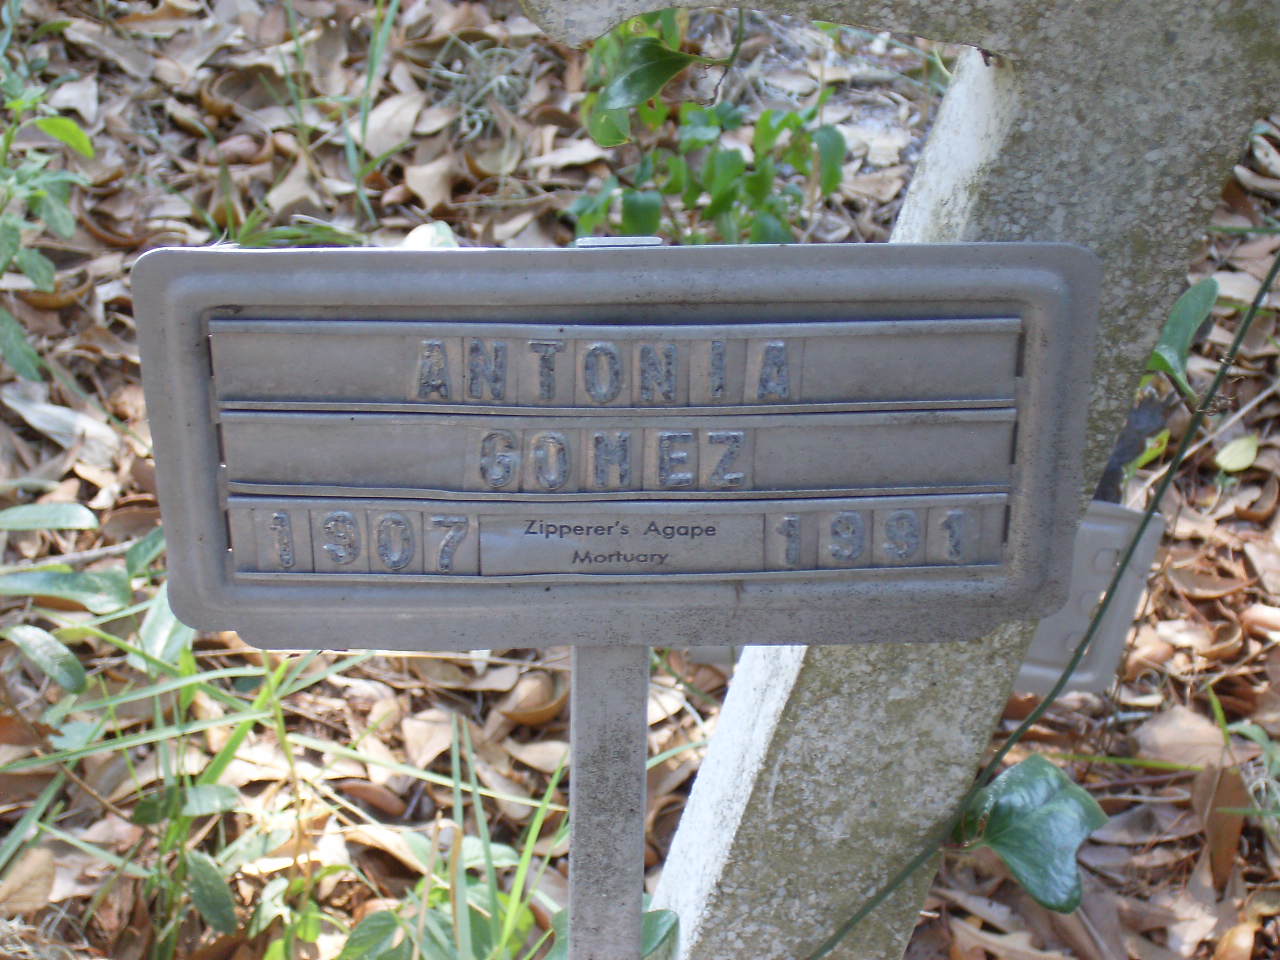 ANTONIA
GOMEZ
1907 Zipperer's Agape Mortuary 1991